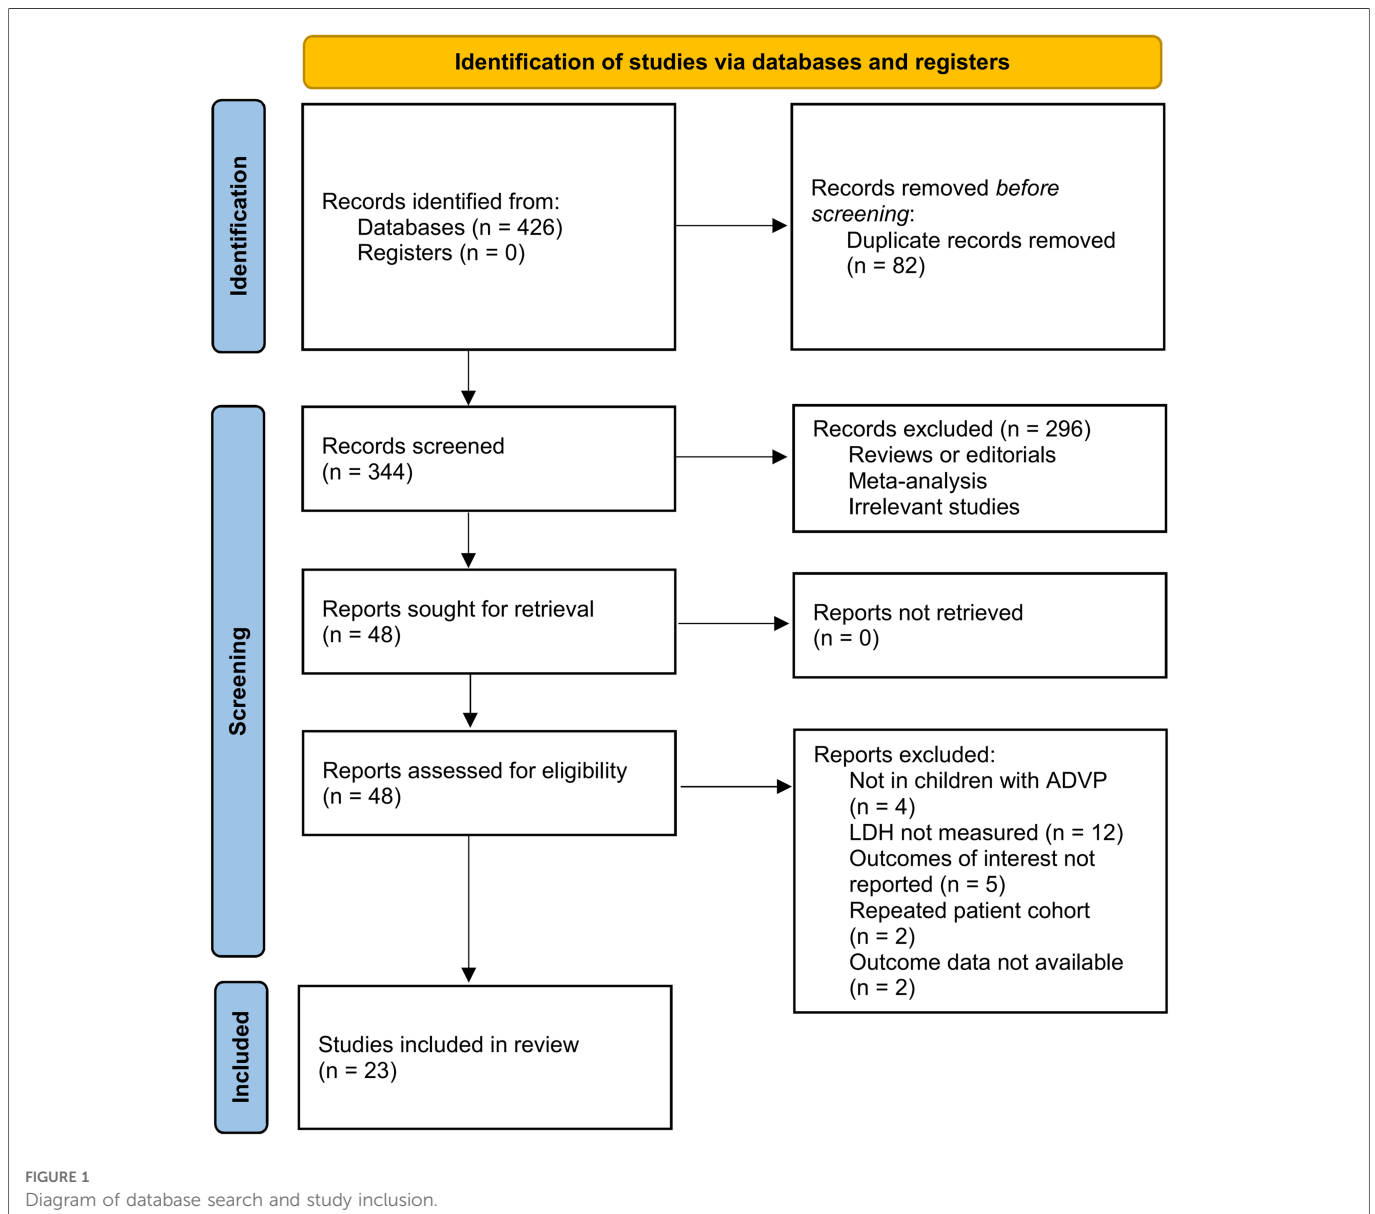 Identification of studies via databases and registers
Identification
Records identified from:
Databases (n = 426)
Registers (n = 0)
Records removed before
screening:
Duplicate records removed
(n = 82)
Screening
Records screened
(n = 344)
Records excluded (n = 296)
Reviews or editorials
Meta-analysis
Irrelevant studies
Reports sought for retrieval
(n = 48)
Reports not retrieved
(n = 0)
Reports assessed for eligibility
(n = 48)
Reports excluded:
Not in children with ADVP
(n = 4)
LDH not measured (n = 12)
Outcomes of interest not
reported (n = 5)
Repeated patient cohort
(n = 2)
Outcome data not available
(n = 2)
Included
Studies included in review
(n = 23)
FIGURE 1
Diagram of database search and study inclusion.